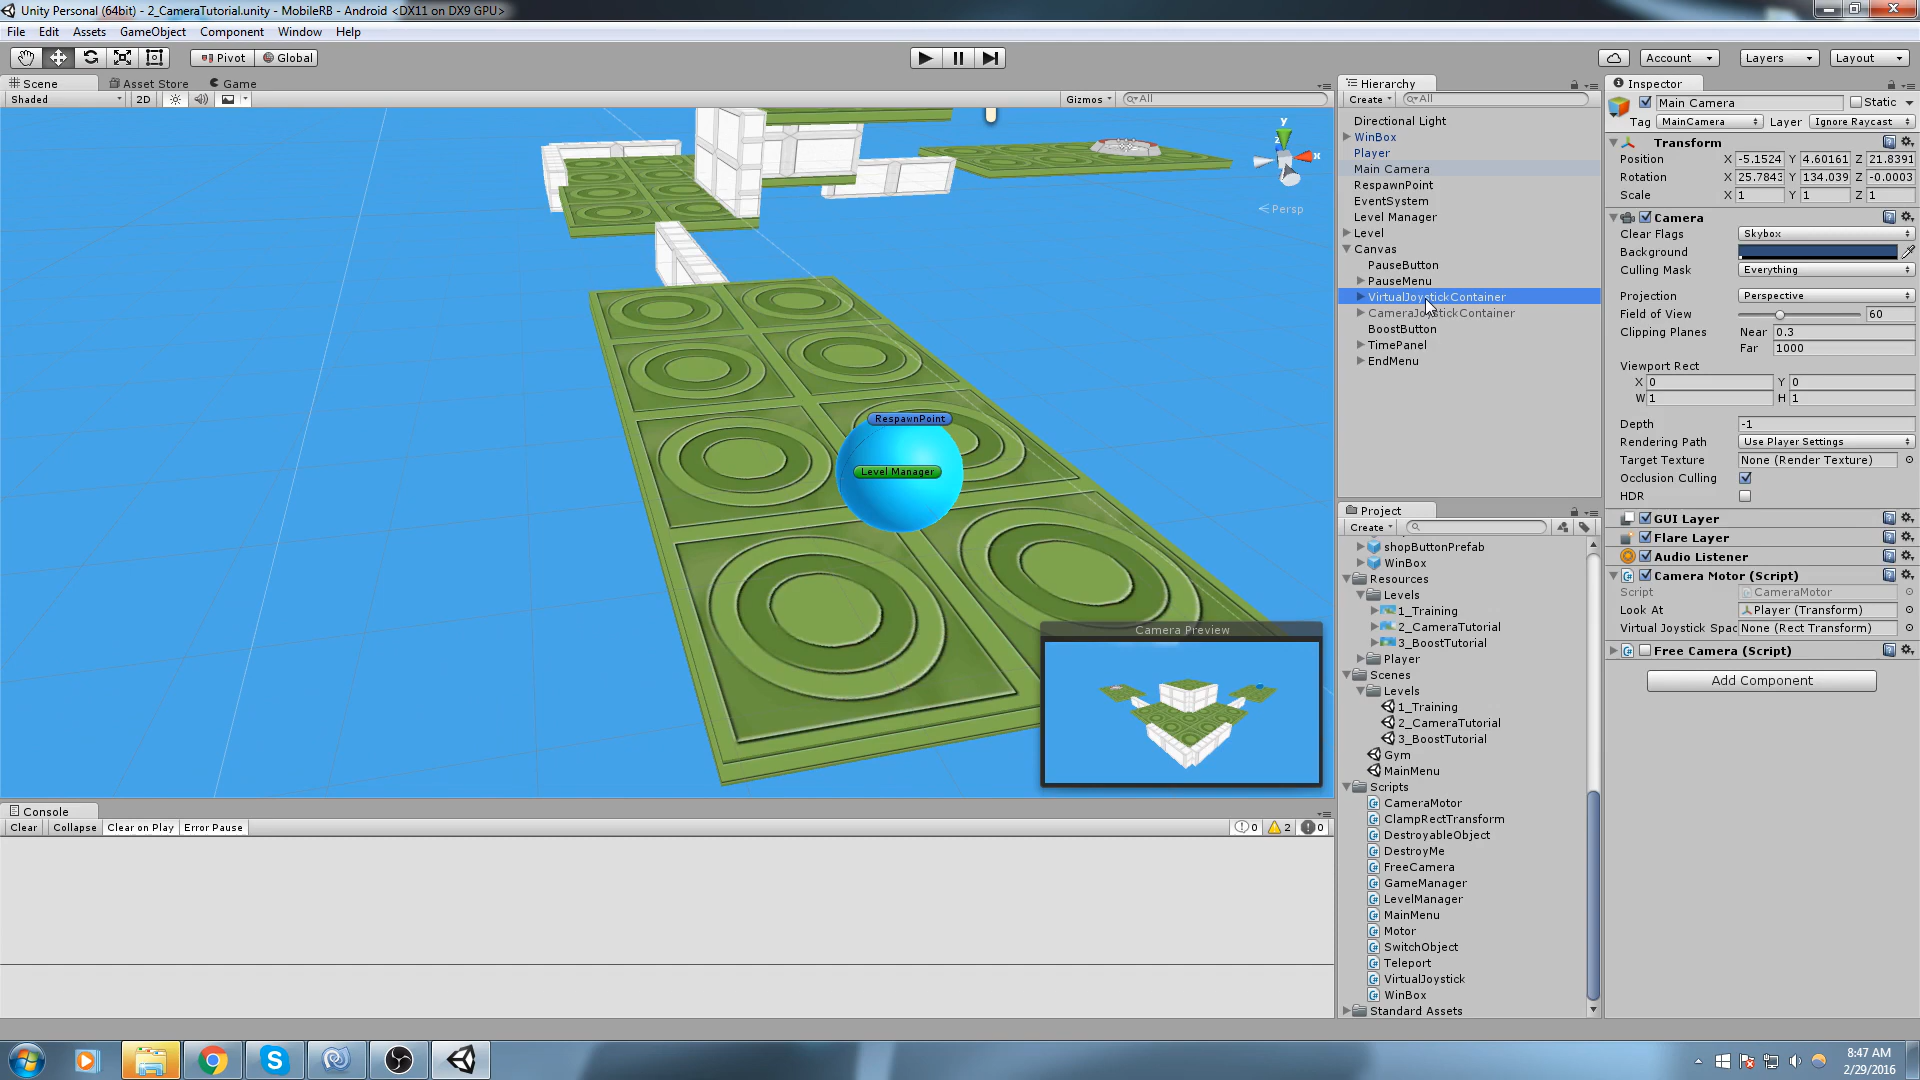 Unity Personal (64bit) - 2_CameraTutorial.unity - MobileRB - Android <DX11 on DX9 GPU>
File Edit Assets GameObject Component Window Help
Pivot Global Account Layers Layout
Scene Asset Store Game
Shaded 2D Gizmos All
y
x
Persp
RespawnPoint
Level Manager
Camera Preview
Console
Clear Collapse Clear on Play Error Pause 0 2 0
Hierarchy
Create All
Directional Light
WinBox
Player
Main Camera
RespawnPoint
EventSystem
Level Manager
Level
Canvas
PauseButton
PauseMenu
VirtualJoystickContainer
CameraJoystickContainer
BoostButton
TimePanel
EndMenu
Project
Create
shopButtonPrefab
WinBox
Resources
Levels
1_Training
2_CameraTutorial
3_BoostTutorial
Player
Scenes
Levels
1_Training
2_CameraTutorial
3_BoostTutorial
Gym
MainMenu
Scripts
CameraMotor
ClampRectTransform
DestroyableObject
DestroyMe
FreeCamera
GameManager
LevelManager
MainMenu
Motor
SwitchObject
Teleport
VirtualJoystick
WinBox
Standard Assets
Inspector
Main Camera Static
Tag MainCamera Layer Ignore Raycast
Transform
Position X -5.1524 Y 4.60161 Z 21.8391
Rotation X 25.7843 Y 134.039 Z -0.0003
Scale X 1 Y 1 Z 1
Camera
Clear Flags Skybox
Background
Culling Mask Everything
Projection Perspective
Field of View 60
Clipping Planes Near 0.3
Far 1000
Viewport Rect
X 0 Y 0
W 1 H 1
Depth -1
Rendering Path Use Player Settings
Target Texture None (Render Texture)
Occlusion Culling
HDR
GUI Layer
Flare Layer
Audio Listener
Camera Motor (Script)
Script CameraMotor
Look At Player (Transform)
Virtual Joystick Spac None (Rect Transform)
Free Camera (Script)
Add Component
8:47 AM
2/29/2016